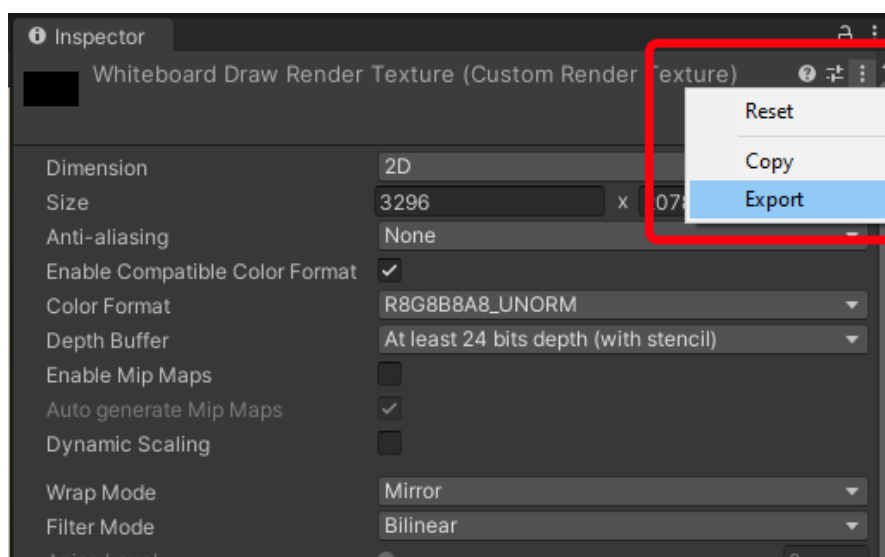 Inspector
Whiteboard Draw Render Texture (Custom Render Texture)
Reset
Copy
Export
Dimension 2D
Size 3296 x
Anti-aliasing None
Enable Compatible Color Format
Color Format R8G8B8A8_UNORM
Depth Buffer At least 24 bits depth (with stencil)
Enable Mip Maps
Auto generate Mip Maps
Dynamic Scaling
Wrap Mode Mirror
Filter Mode Bilinear